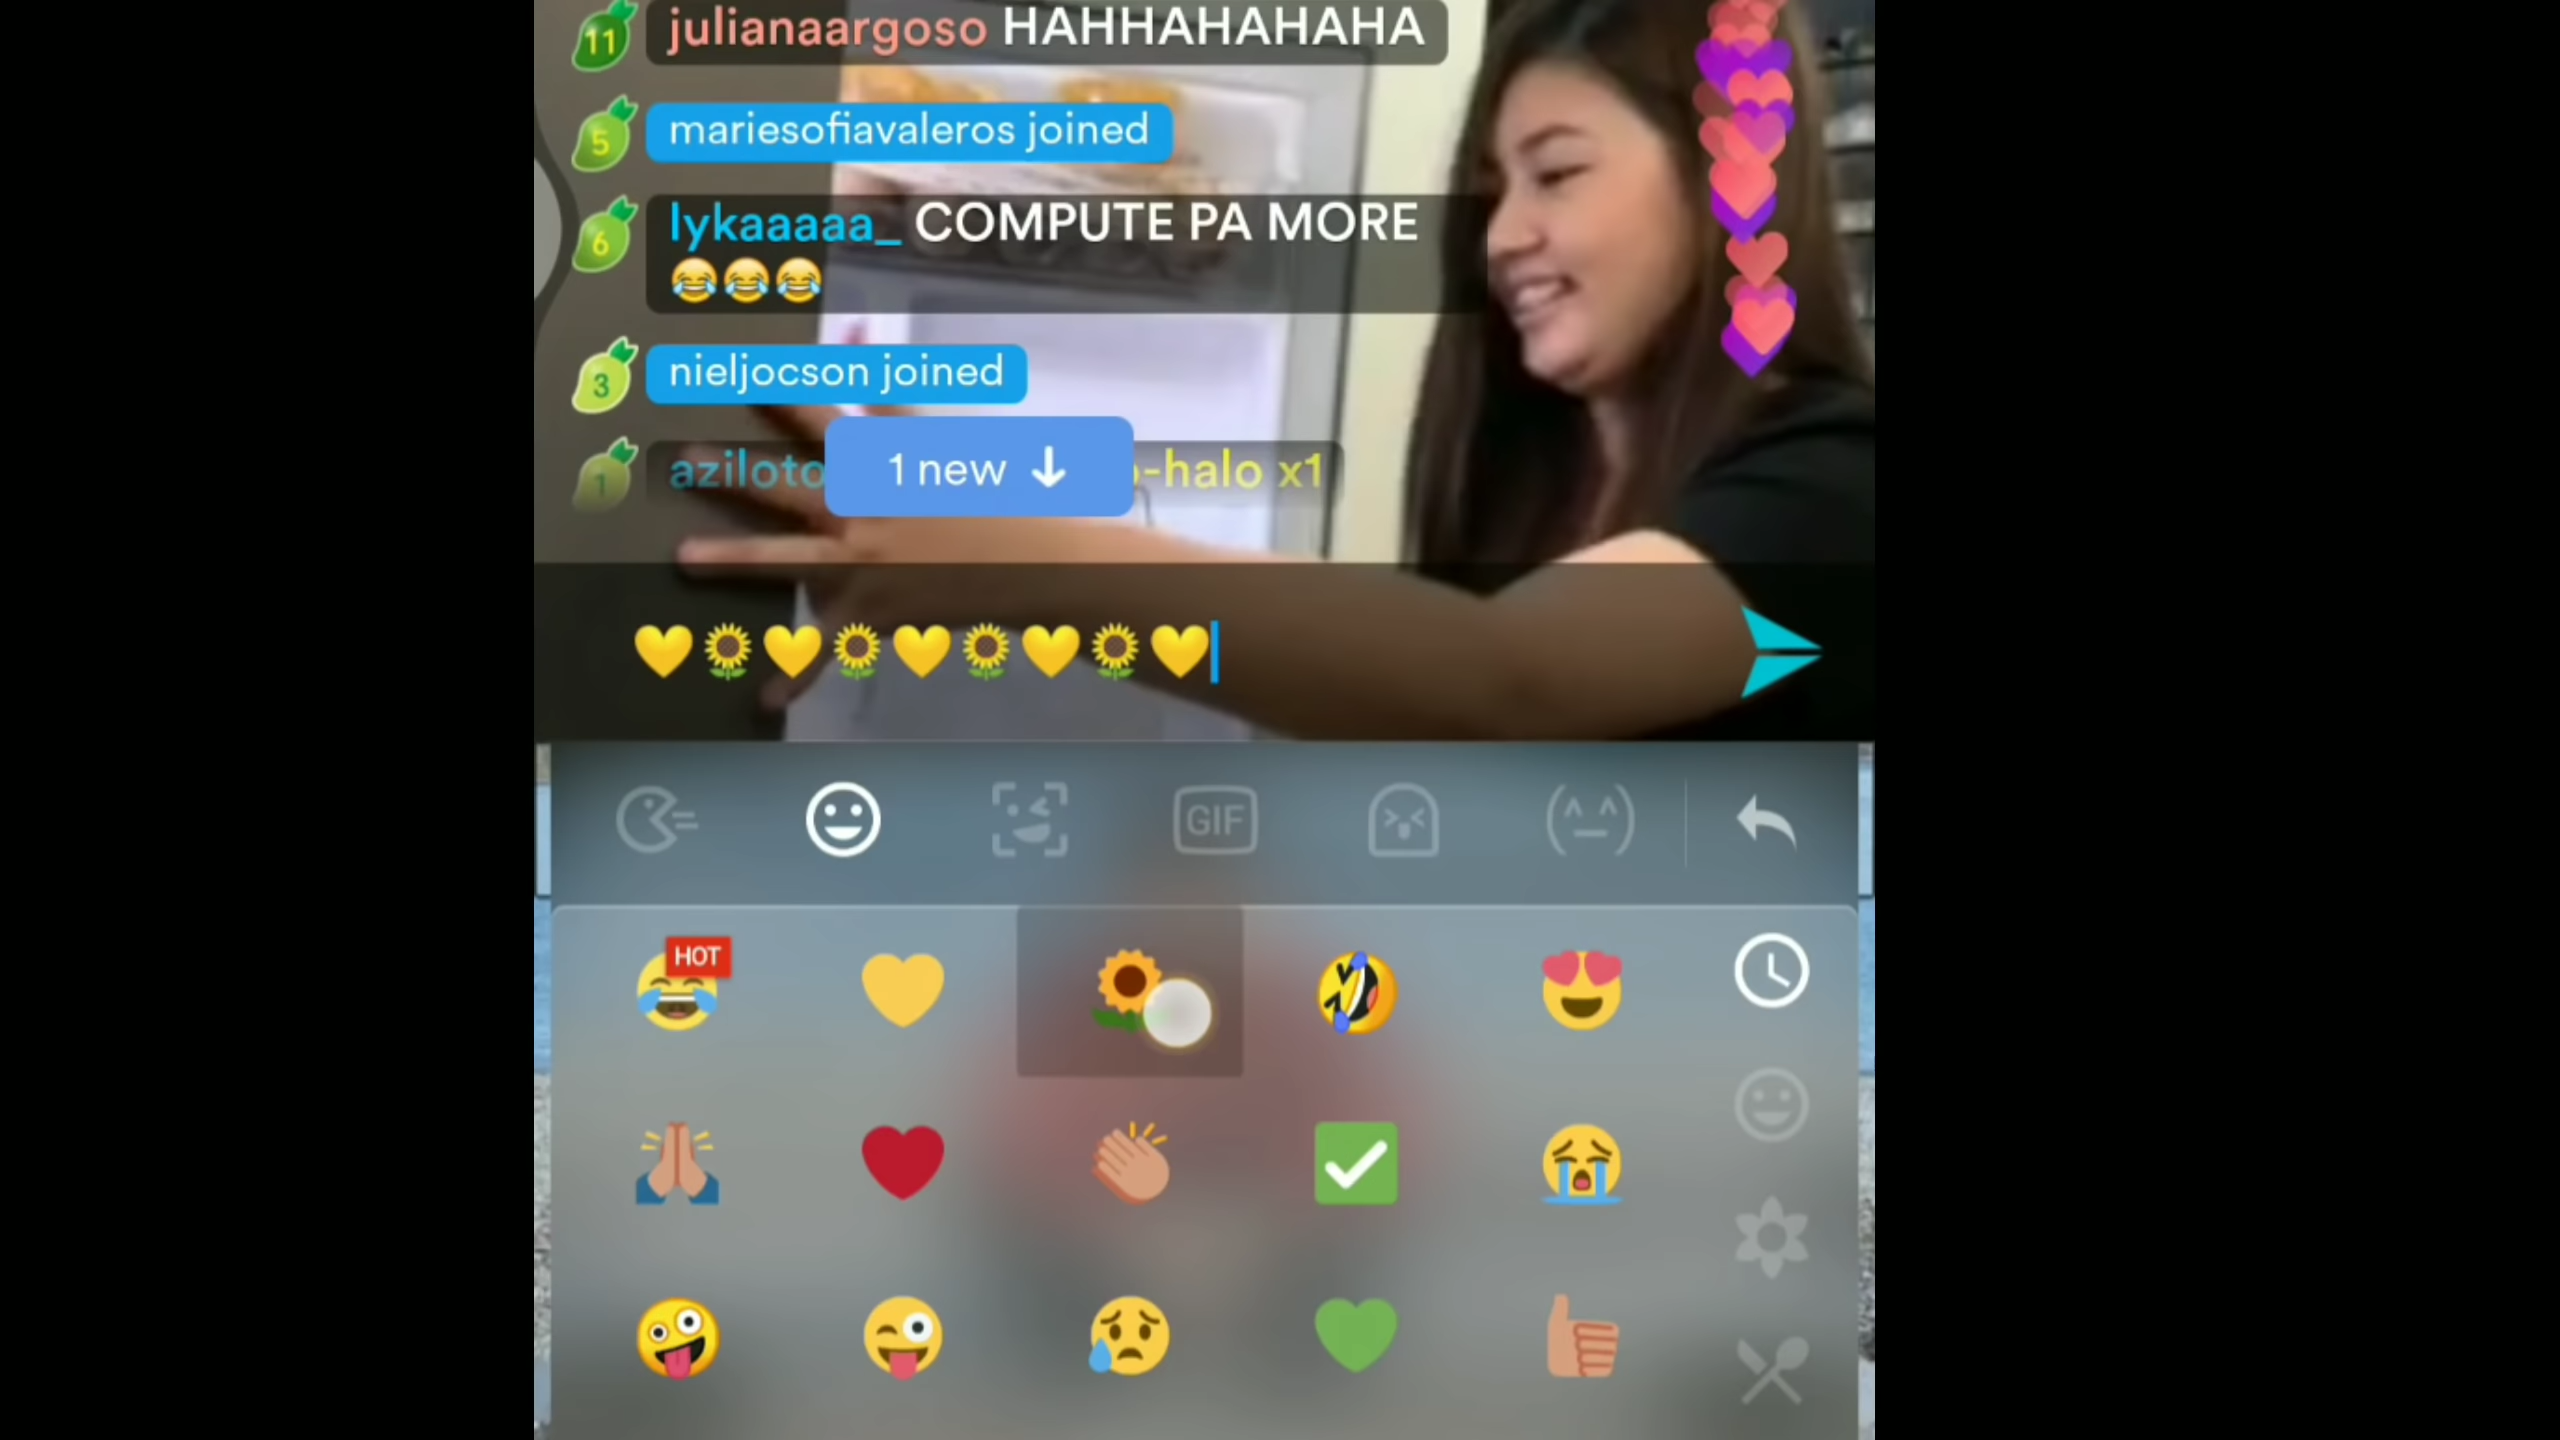 11 julianaargoso HAHHAHAHAHA
5 mariesofiavaleros joined
6 lykaaaaa_ COMPUTE PA MORE
😂😂😂
3 nieljocson joined
1 1 new ↓ -halo x1
💛🌻💛🌻💛🌻💛🌻💛
GIF
HOT